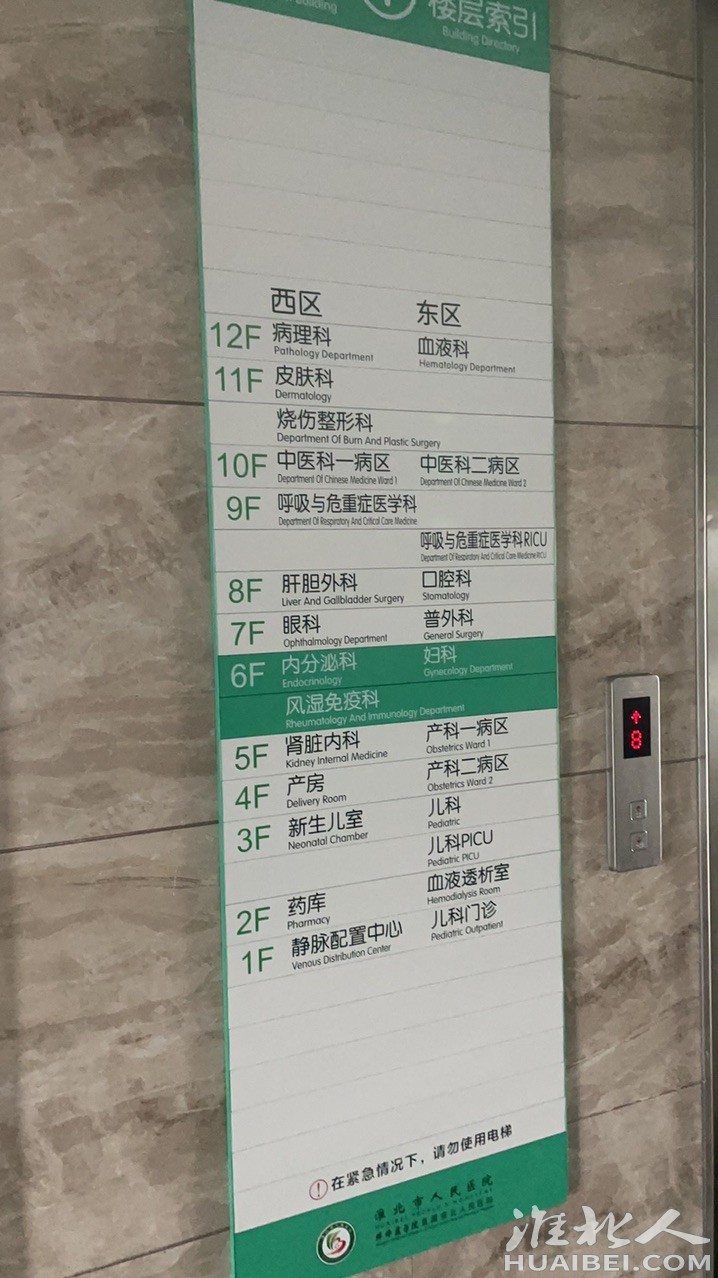 Building
楼层索引
Building Directory
西区 东区
12F 病理科 血液科
Pathology Department Hematology Department
11F 皮肤科
Dermatology
烧伤整形科
Department Of Burn And Plastic Surgery
10F 中医科一病区 中医科二病区
Department Of Chinese Medicine Ward 1 Department Of Chinese Medicine Ward 2
9F 呼吸与危重症医学科
Department Of Respiratory And Critical Care Medicine
呼吸与危重症医学科RICU
Department Of Respiratory And Critical Care Medicine-RICU
8F 肝胆外科 口腔科
Liver And Gallbladder Surgery Stomatology
7F 眼科 普外科
Ophthalmology Department General Surgery
6F 内分泌科 妇科
Endocrinology Gynecology Department
风湿免疫科
Rheumatology And Immunology Department
5F 肾脏内科 产科一病区
Kidney Internal Medicine Obstetrics Ward 1
4F 产房 产科二病区
Delivery Room Obstetrics Ward 2
3F 新生儿室 儿科
Neonatal Chamber Pediatric
儿科PICU
Pediatric PICU
2F 药库 血液透析室
Pharmacy Hemodialysis Room
1F 静脉配置中心 儿科门诊
Venous Distribution Center Pediatric Outpatient
8
在紧急情况下，请勿使用电梯
淮北市人民医院
淮北人
HUAIBEI.COM